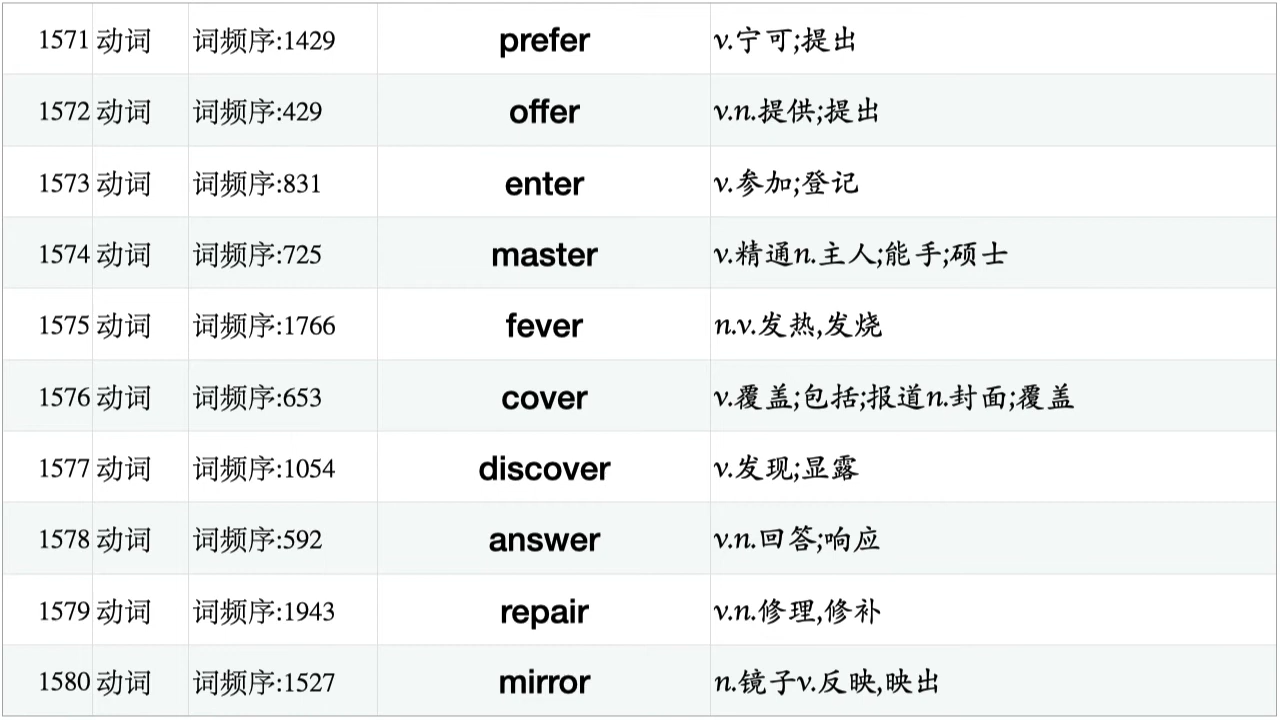 1571 动词 词频序:1429 prefer v.宁可;提出
1572 动词 词频序:429 offer v.n.提供;提出
1573 动词 词频序:831 enter v.参加;登记
1574 动词 词频序:725 master v.精通n.主人;能手;硕士
1575 动词 词频序:1766 fever n.v.发热,发烧
1576 动词 词频序:653 cover v.覆盖;包括;报道n.封面;覆盖
1577 动词 词频序:1054 discover v.发现;显露
1578 动词 词频序:592 answer v.n.回答;响应
1579 动词 词频序:1943 repair v.n.修理,修补
1580 动词 词频序:1527 mirror n.镜子v.反映,映出